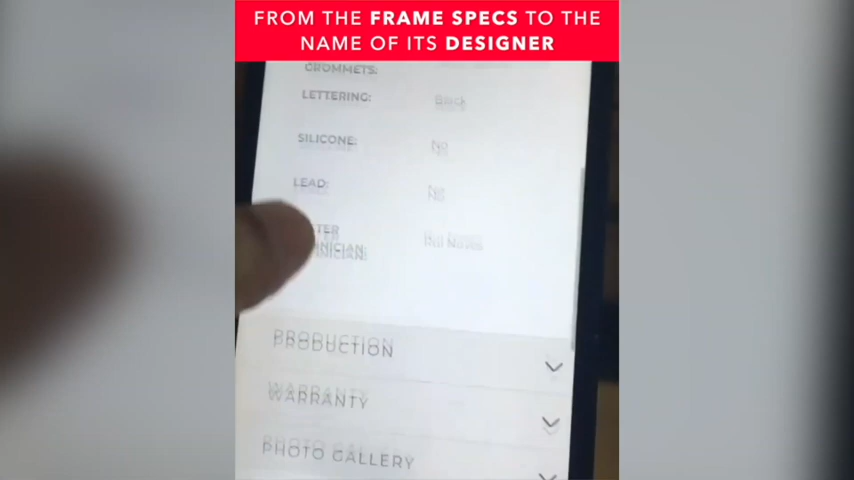 FROM THE FRAME SPECS TO THE
NAME OF ITS DESIGNER
GROMMETS:
LETTERING: Black
SILICONE: No
LEAD: No
PRODUCTION
WARRANTY
PHOTO GALLERY